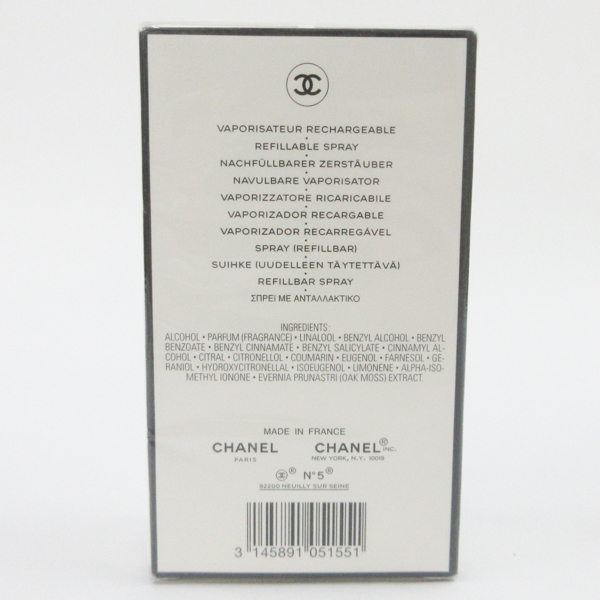 VAPORISATEUR RECHARGEABLE
REFILLABLE SPRAY
NACHFÜLLBARER ZERSTÄUBER
NAVULBARE VAPORISATOR
VAPORIZZATORE RICARICABILE
VAPORIZADOR RECARGABLE
VAPORIZADOR RECARREGÁVEL
SPRAY (REFILLBAR)
SUIHKE (UUDELLEEN TÄYTETTÄVÄ)
REFILLBAR SPRAY
ΣΠΡΕϊ ΜΕ ΑΝΤΑΛΛΑΚΤΙΚΟ
INGREDIENTS:
ALCOHOL • PARFUM (FRAGRANCE) • LINALOOL • BENZYL ALCOHOL • BENZYL
BENZOATE • BENZYL CINNAMATE • BENZYL SALICYLATE • CINNAMYL AL-
COHOL • CITRAL • CITRONELLOL • COUMARIN • EUGENOL • FARNESOL • GE-
RANIOL • HYDROXYCITRONELLAL • ISOEUGENOL • LIMONENE • ALPHA-ISO-
METHYL IONONE • EVERNIA PRUNASTRI (OAK MOSS) EXTRACT.
MADE IN FRANCE
CHANEL CHANEL® INC.
PARIS NEW YORK, N.Y. 10019
® N°5®
92200 NEUILLY SUR SEINE
3 145891 051551